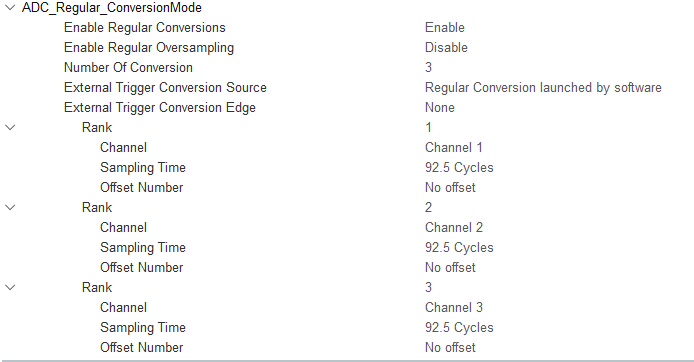 ADC_Regular_ConversionMode
Enable Regular Conversions Enable
Enable Regular Oversampling Disable
Number Of Conversion 3
External Trigger Conversion Source Regular Conversion launched by software
External Trigger Conversion Edge None
Rank 1
Channel Channel 1
Sampling Time 92.5 Cycles
Offset Number No offset
Rank 2
Channel Channel 2
Sampling Time 92.5 Cycles
Offset Number No offset
Rank 3
Channel Channel 3
Sampling Time 92.5 Cycles
Offset Number No offset